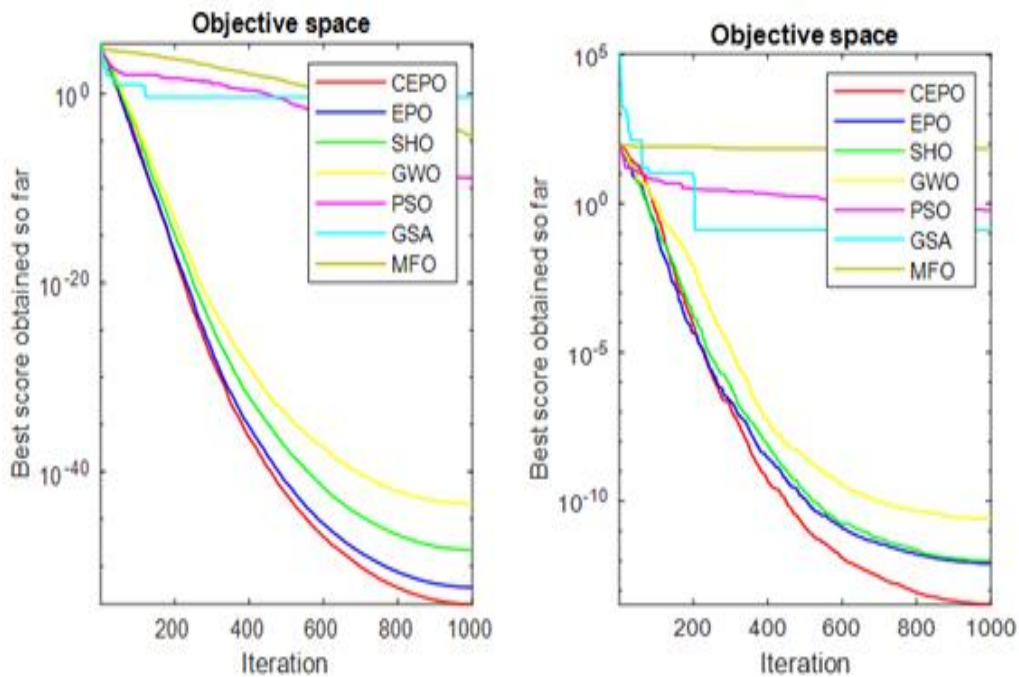 Objective space
Best score obtained so far
10^0
10^-20
10^-40
CEPO
EPO
SHO
GWO
PSO
GSA
MFO
200 400 600 800 1000
Iteration
Objective space
Best score obtained so far
10^5
10^0
10^-5
10^-10
CEPO
EPO
SHO
GWO
PSO
GSA
MFO
200 400 600 800 1000
Iteration